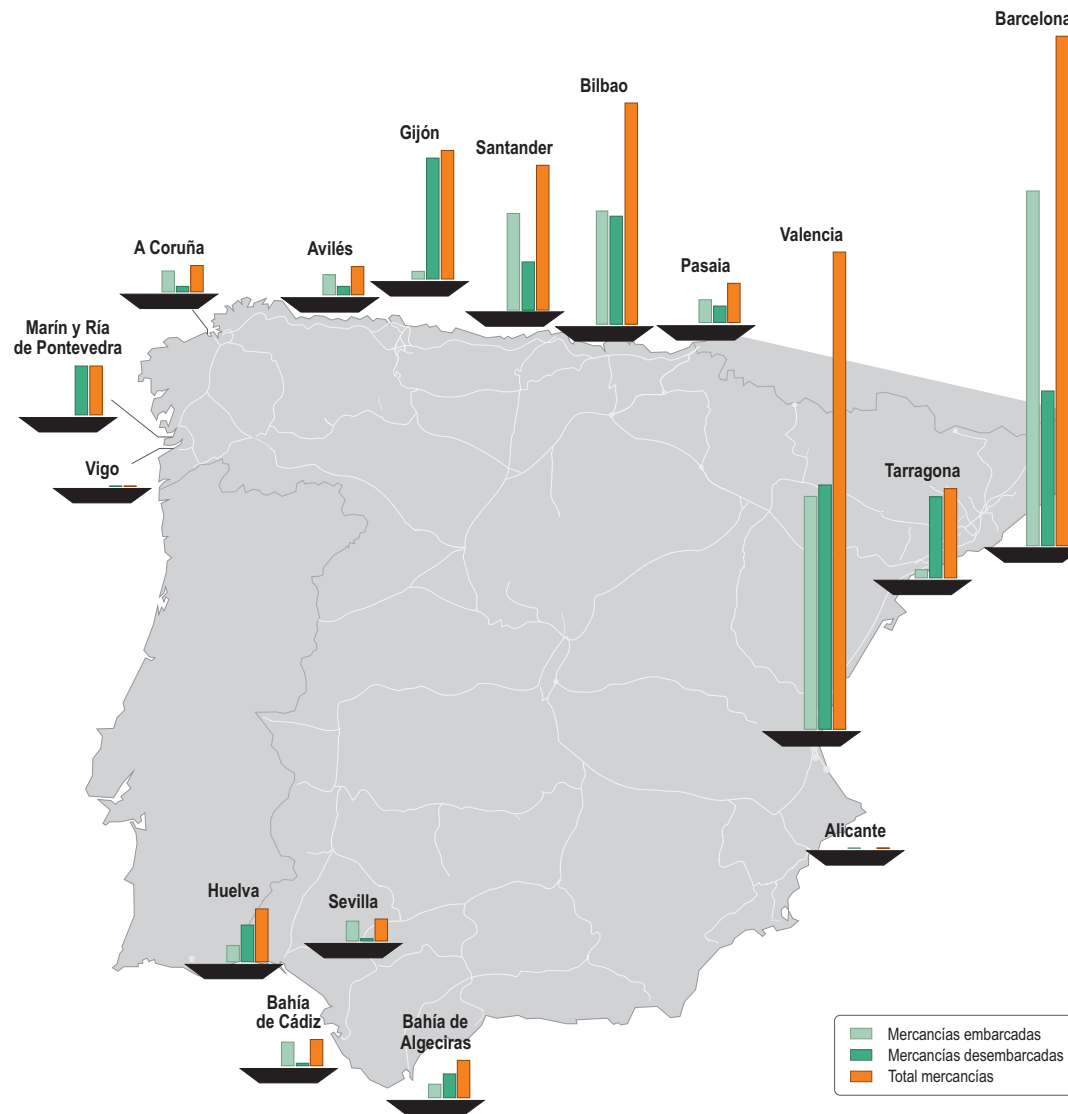 Barcelona
Bilbao
Gijón
Santander
Valencia
A Coruña
Avilés
Pasaia
Marín y Ría
de Pontevedra
Vigo
Tarragona
Alicante
Huelva
Sevilla
Bahía
de Cádiz
Bahía de
Algeciras
Mercancías embarcadas
Mercancías desembarcadas
Total mercancías